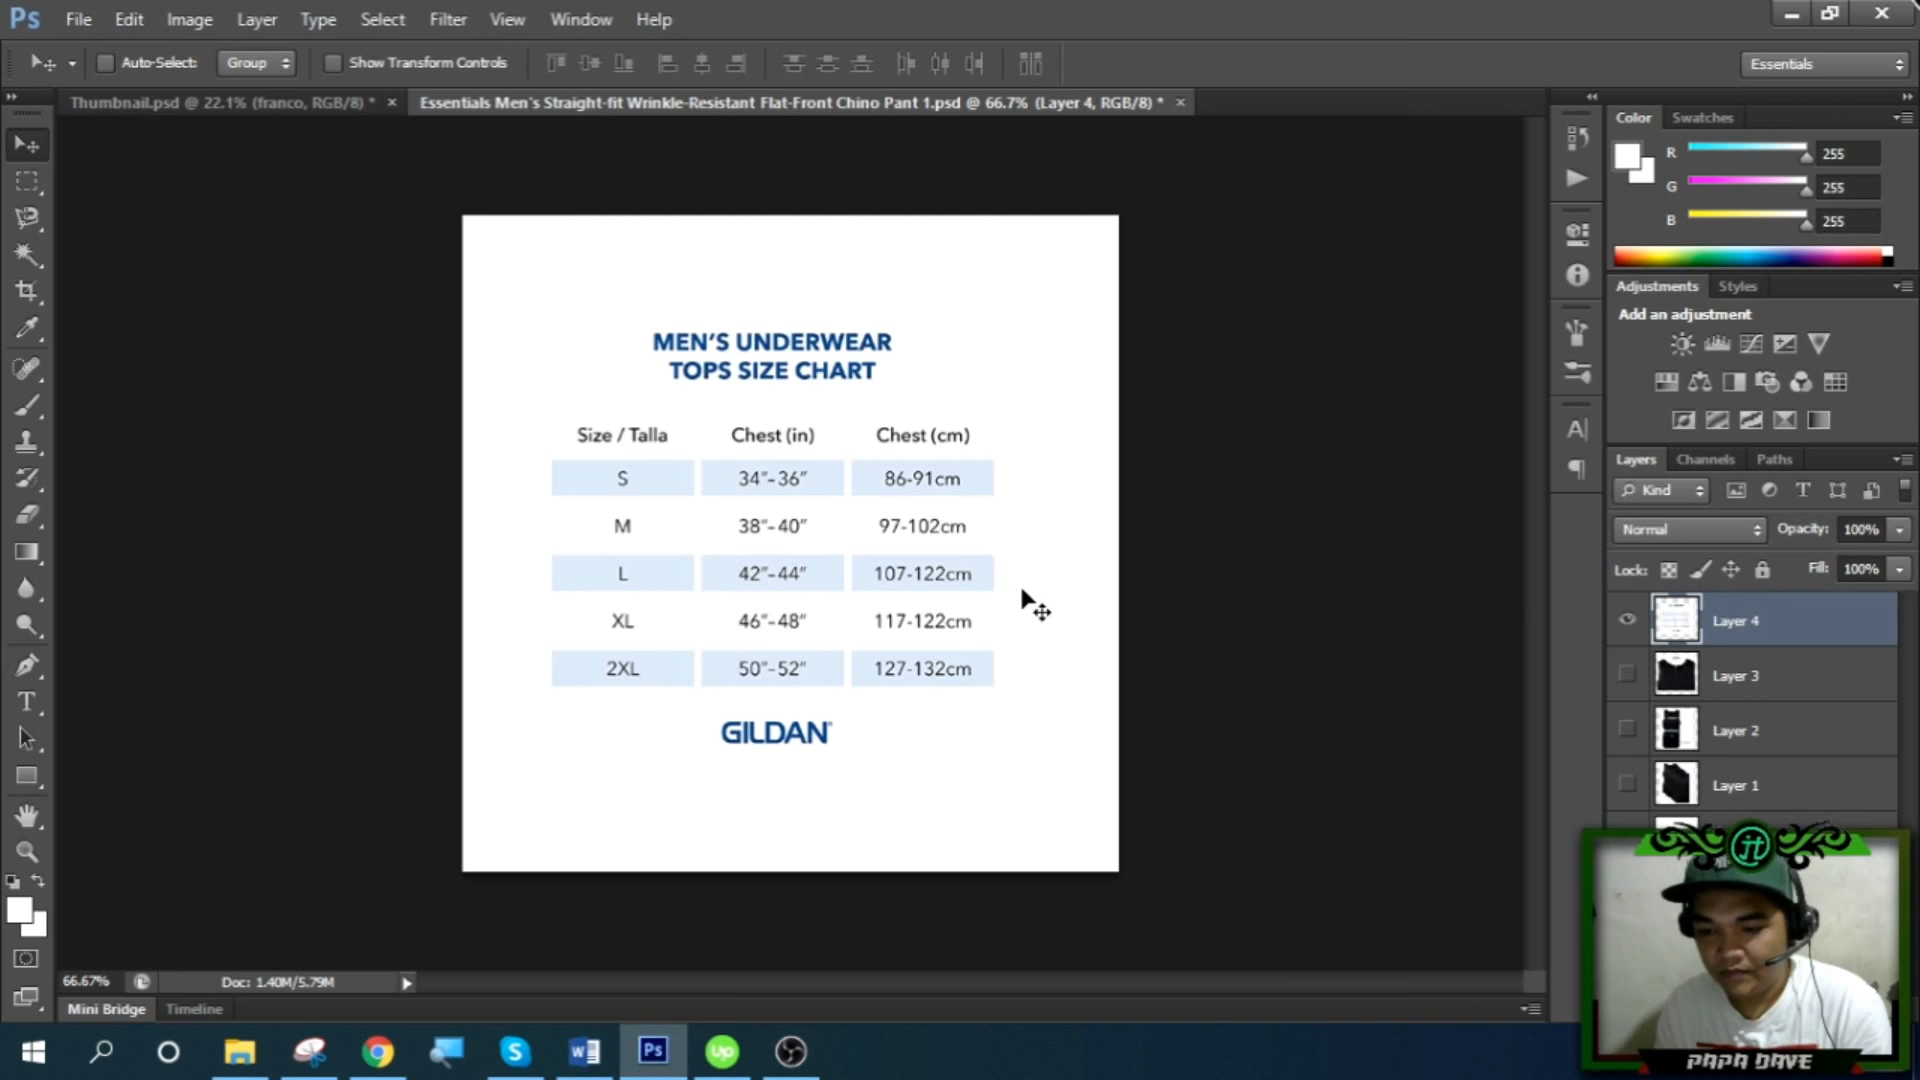 Ps File Edit Image Layer Type Select Filter View Window Help
Auto-Select: Group Show Transform Controls Essentials
Thumbnail.psd @ 22.1% (franco, RGB/8) * × Essentials Men's Straight-fit Wrinkle-Resistant Flat-Front Chino Pant 1.psd @ 66.7% (Layer 4, RGB/8) * ×
Color Swatches
R 255
G 255
B 255
Adjustments Styles
Add an adjustment
Layers Channels Paths
Kind
Normal Opacity: 100%
Lock: Fill: 100%
Layer 4
Layer 3
Layer 2
Layer 1
MEN'S UNDERWEAR
TOPS SIZE CHART
Size / Talla Chest (in) Chest (cm)
S 34"-36" 86-91cm
M 38"-40" 97-102cm
L 42"-44" 107-122cm
XL 46"-48" 117-122cm
2XL 50"-52" 127-132cm
GILDAN®
66.67% Doc: 1.40M/5.79M
Mini Bridge Timeline
Ps
Up
jt
PAPA DAVE